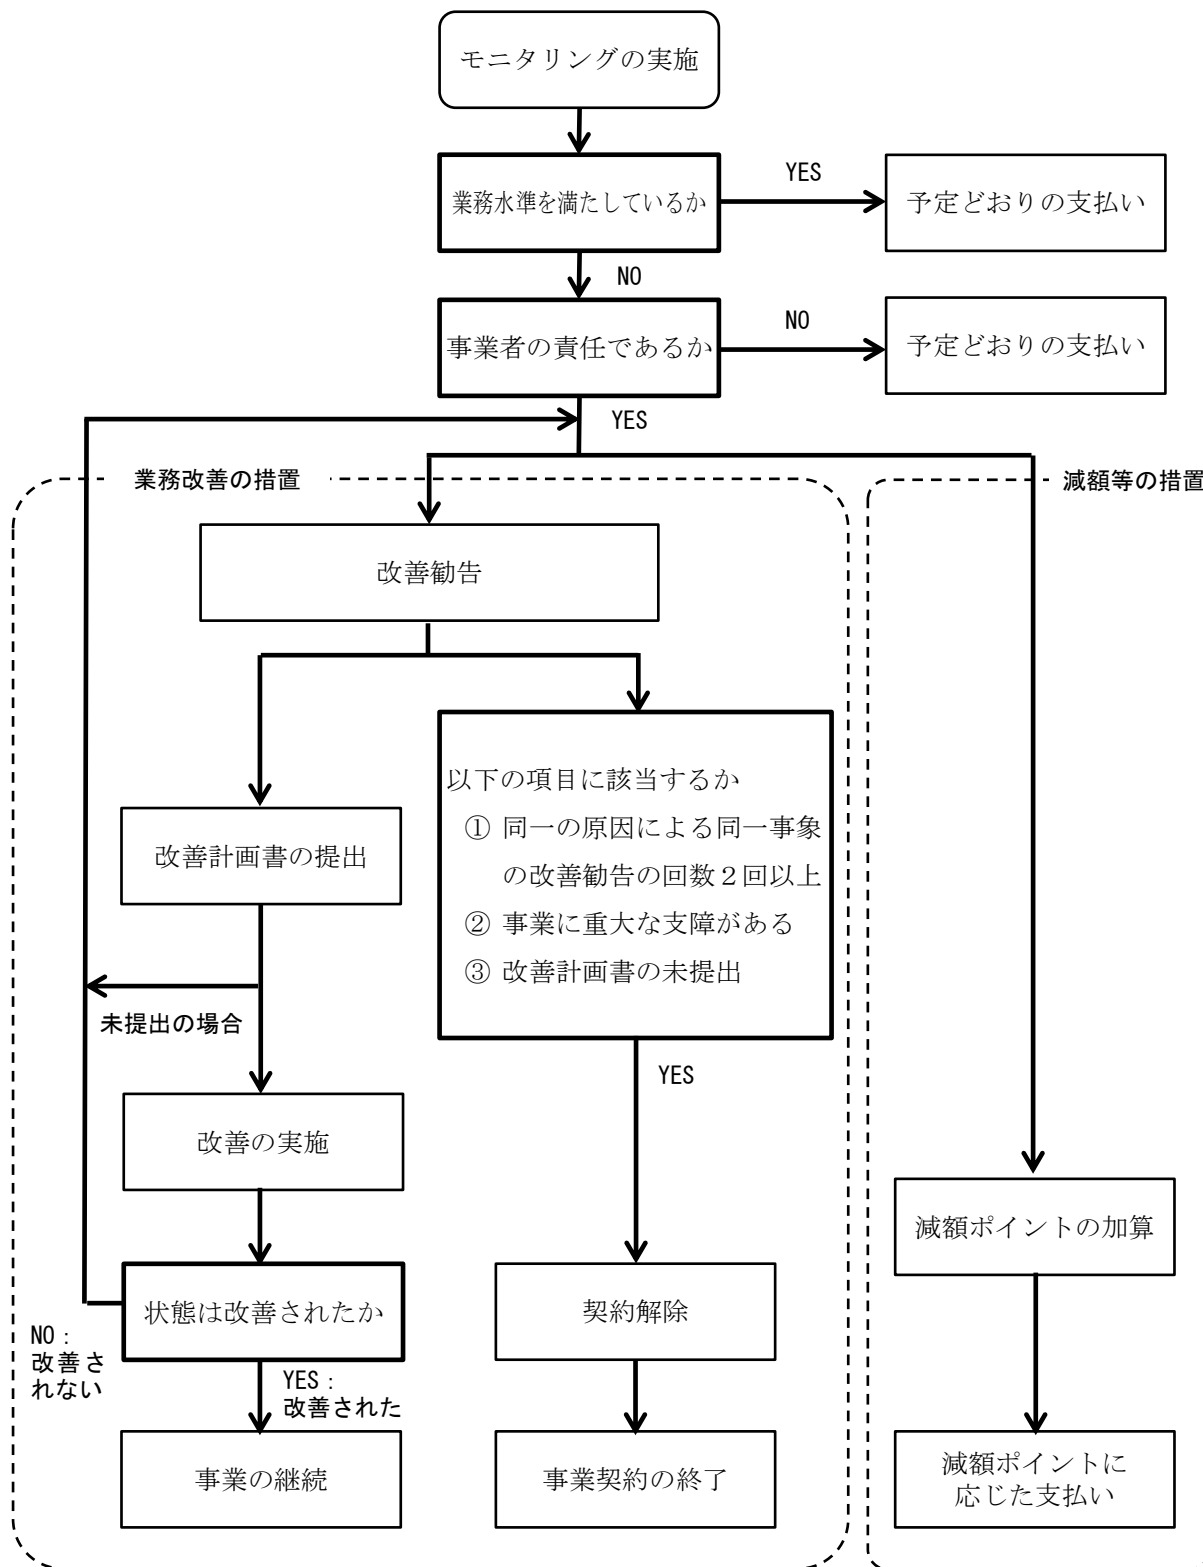 モニタリングの実施
業務水準を満たしているか
YES
予定どおりの支払い
NO
事業者の責任であるか
NO
予定どおりの支払い
YES
業務改善の措置
減額等の措置
改善勧告
以下の項目に該当するか
① 同一の原因による同一事象
の改善勧告の回数２回以上
② 事業に重大な支障がある
③ 改善計画書の未提出
改善計画書の提出
未提出の場合
YES
改善の実施
減額ポイントの加算
状態は改善されたか
契約解除
NO：
改善さ
れない
YES：
改善された
事業の継続
事業契約の終了
減額ポイントに
応じた支払い